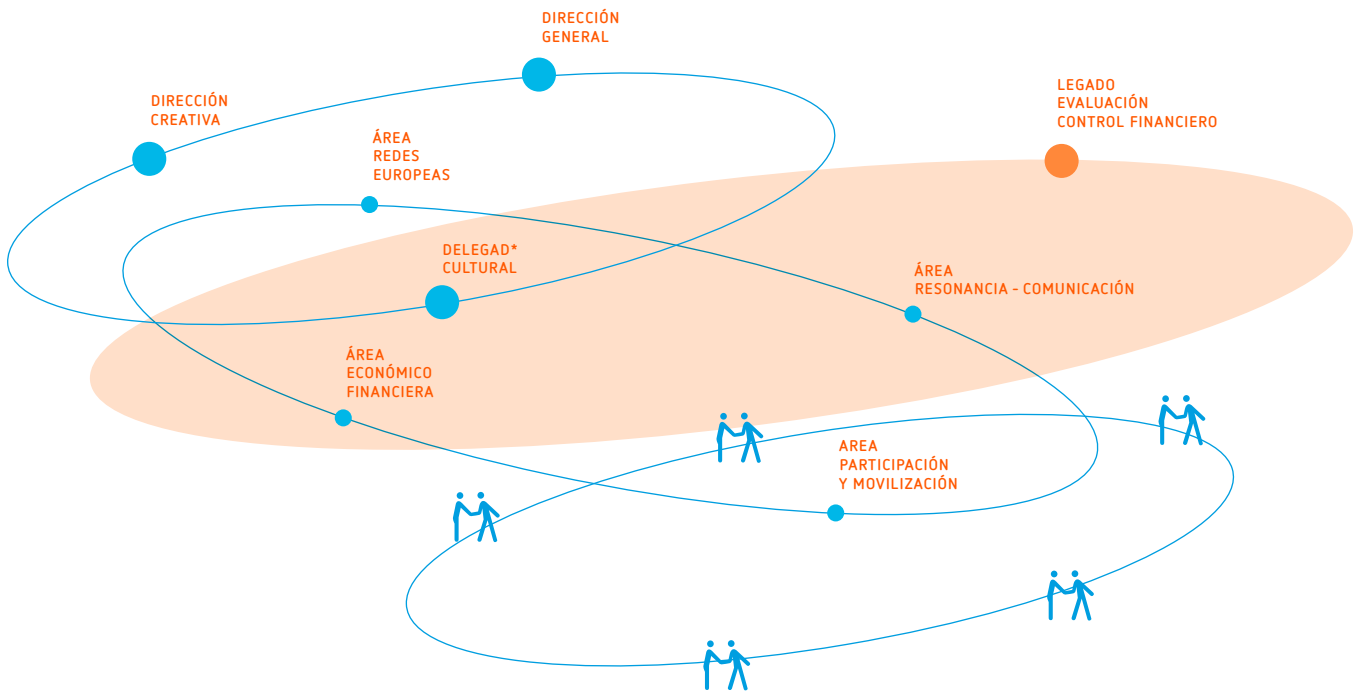 DIRECCIÓN
GENERAL
DIRECCIÓN
CREATIVA
LEGADO
EVALUACIÓN
CONTROL FINANCIERO
ÁREA
REDES
EUROPEAS
DELEGAD*
CULTURAL
ÁREA
RESONANCIA - COMUNICACIÓN
ÁREA
ECONÓMICO
FINANCIERA
AREA
PARTICIPACIÓN
Y MOVILIZACIÓN